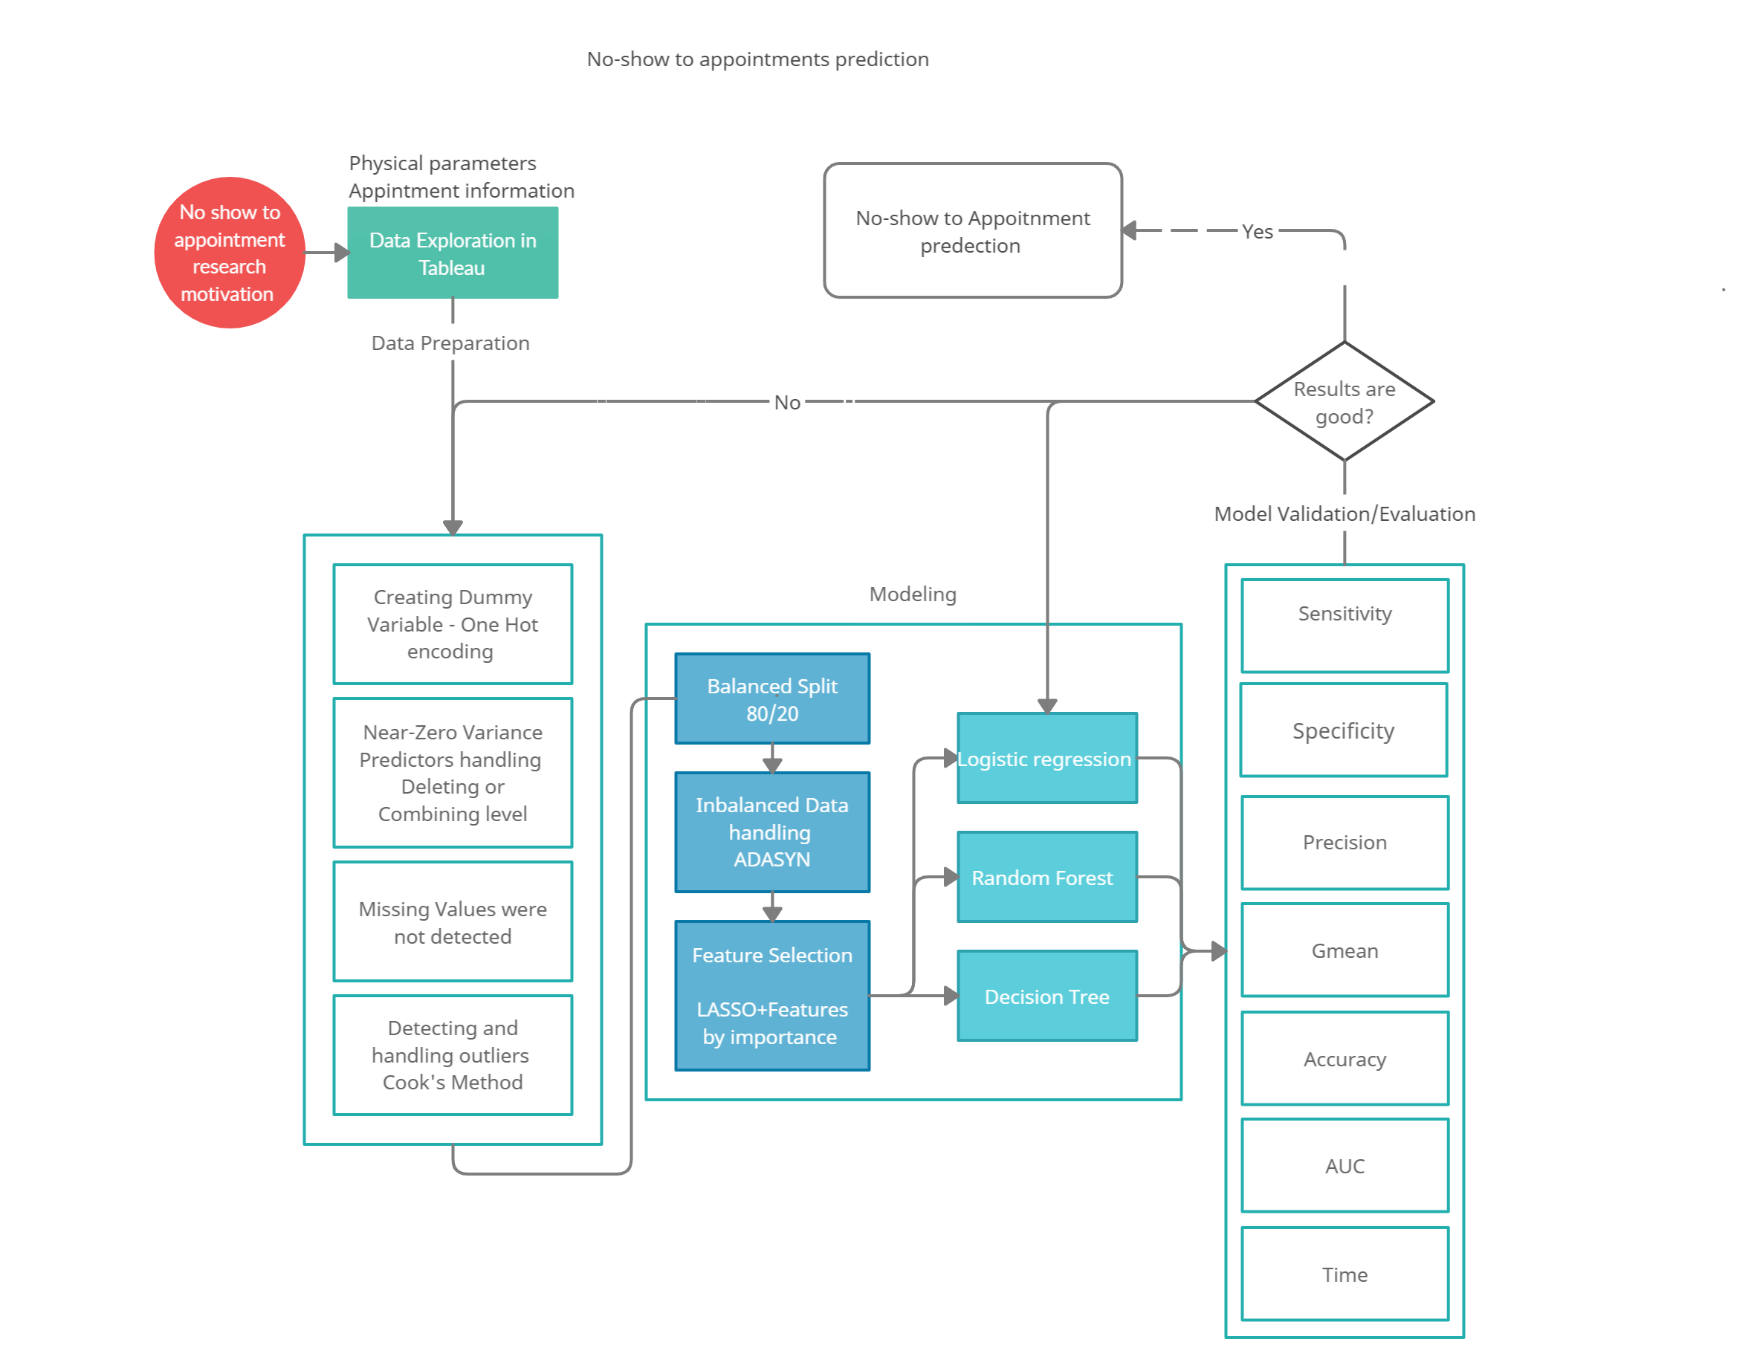 No-show to appointments prediction
Physical parameters
Appintment information
No show to
appointment
research
motivation
Data Exploration in
Tableau
No-show to Appoitnment
predection
Yes
Data Preparation
No
Results are
good?
Model Validation/Evaluation
Creating Dummy
Variable - One Hot
encoding
Near-Zero Variance
Predictors handling
Deleting or
Combining level
Missing Values were
not detected
Detecting and
handling outliers
Cook's Method
Modeling
Balanced Split
80/20
Inbalanced Data
handling
ADASYN
Feature Selection
LASSO+Features
by importance
Logistic regression
Random Forest
Decision Tree
Sensitivity
Specificity
Precision
Gmean
Accuracy
AUC
Time